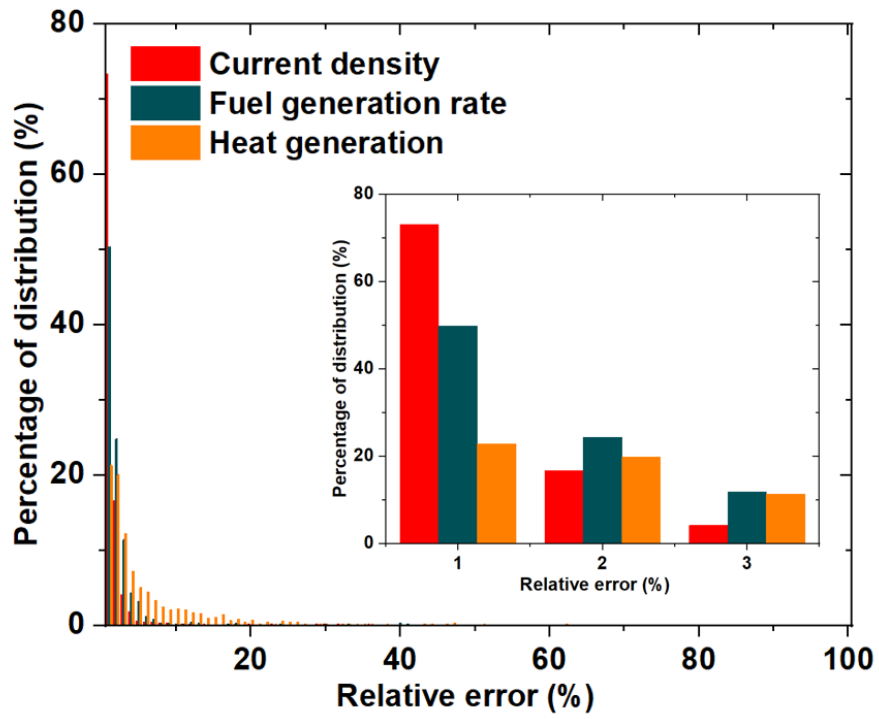 Current density
Fuel generation rate
Heat generation
Percentage of distribution (%)
80
60
40
20
0
20
40
60
80
100
Relative error (%)
Percentage of distribution (%)
80
60
40
20
0
1
2
3
Relative error (%)